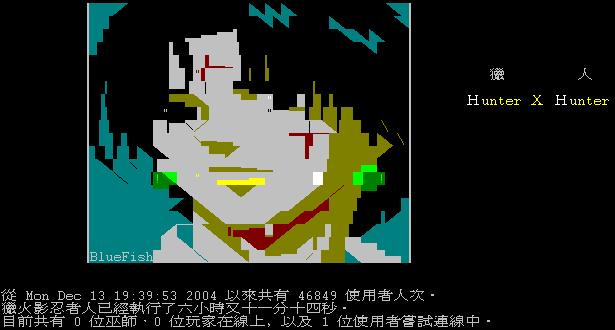 獵 人
Hunter X Hunter
BlueFish
從 Mon Dec 13 19:39:53 2004 以來共有 46849 使用者人次。
獵火影忍者人已經執行了六小時又十一分十四秒。
目前共有 0 位巫師、0 位玩家在線上，以及 1 位使用者嘗試連線中。